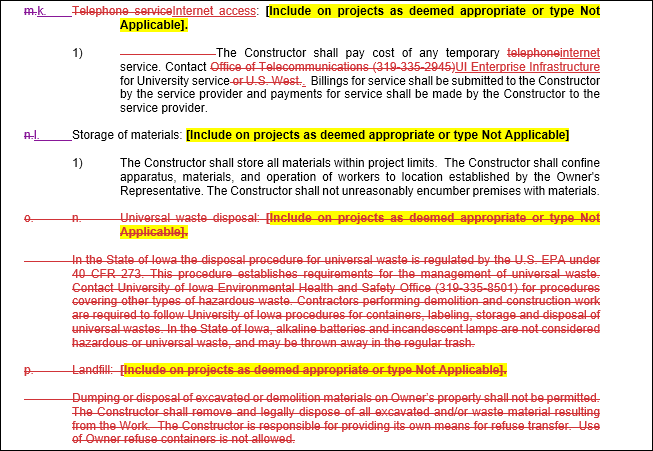 m.k. Telephone serviceInternet access: [Include on projects as deemed appropriate or type Not
Applicable].
1) The Constructor shall pay cost of any temporary telephoneinternet
service. Contact Office of Telecommunications (319-335-2945)UI Enterprise Infrastructure
for University service or U.S. West.. Billings for service shall be submitted to the Constructor
by the service provider and payments for service shall be made by the Constructor to the
service provider.
n.l. Storage of materials: [Include on projects as deemed appropriate or type Not Applicable]
1) The Constructor shall store all materials within project limits. The Constructor shall confine
apparatus, materials, and operation of workers to location established by the Owner's
Representative. The Constructor shall not unreasonably encumber premises with materials.
o. n. Universal waste disposal: [Include on projects as deemed appropriate or type Not
Applicable].
In the State of Iowa the disposal procedure for universal waste is regulated by the U.S. EPA under
40 CFR 273. This procedure establishes requirements for the management of universal waste.
Contact University of Iowa Environmental Health and Safety Office (319-335-8501) for procedures
covering other types of hazardous waste. Contractors performing demolition and construction work
are required to follow University of Iowa procedures for containers, labeling, storage and disposal of
universal wastes. In the State of Iowa, alkaline batteries and incandescent lamps are not considered
hazardous or universal waste, and may be thrown away in the regular trash.
p. Landfill: [Include on projects as deemed appropriate or type Not Applicable].
Dumping or disposal of excavated or demolition materials on Owner's property shall not be permitted.
The Constructor shall remove and legally dispose of all excavated and/or waste material resulting
from the Work. The Constructor is responsible for providing its own means for refuse transfer. Use
of Owner refuse containers is not allowed.